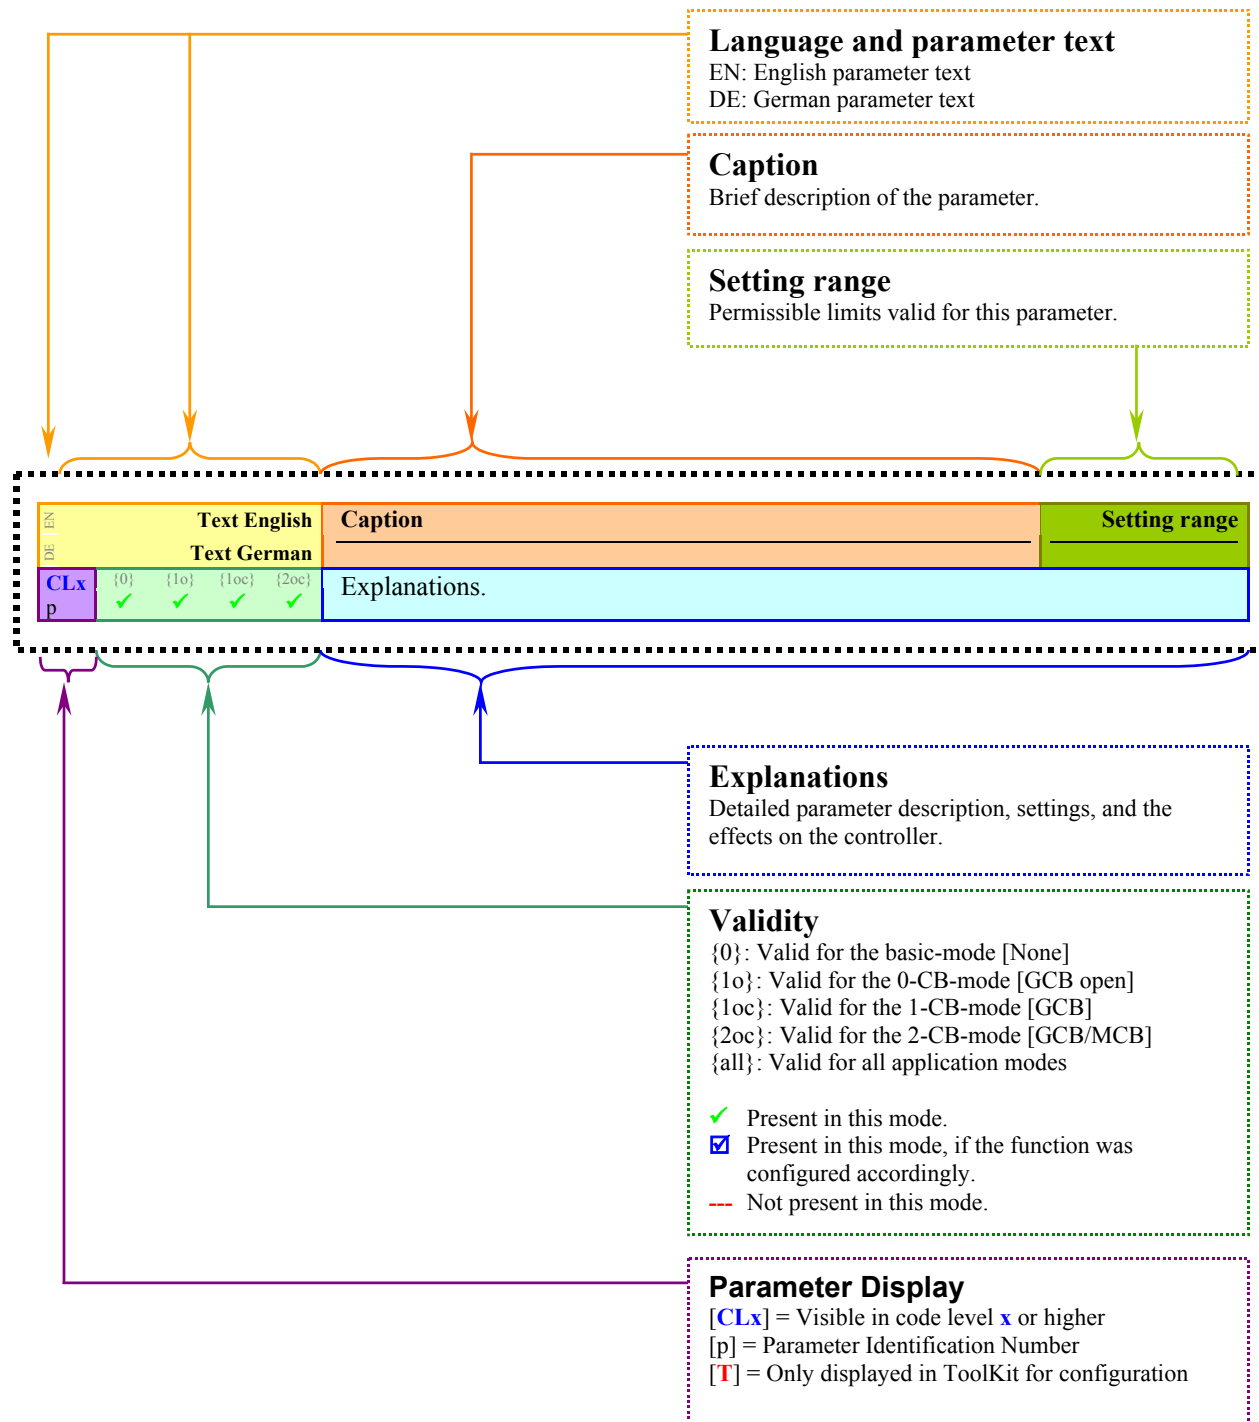 Language and parameter text
EN: English parameter text
DE: German parameter text
Caption
Brief description of the parameter.
Setting range
Permissible limits valid for this parameter.
EN
Text English
Caption
Setting range
DE
Text German
CLx
{0} {1o} {1oc} {2oc}
p
✓ ✓ ✓ ✓
Explanations.
Explanations
Detailed parameter description, settings, and the
effects on the controller.
Validity
{0}: Valid for the basic-mode [None]
{1o}: Valid for the 0-CB-mode [GCB open]
{1oc}: Valid for the 1-CB-mode [GCB]
{2oc}: Valid for the 2-CB-mode [GCB/MCB]
{all}: Valid for all application modes
✓ Present in this mode.
☑ Present in this mode, if the function was
configured accordingly.
--- Not present in this mode.
Parameter Display
[CLx] = Visible in code level x or higher
[p] = Parameter Identification Number
[T] = Only displayed in ToolKit for configuration